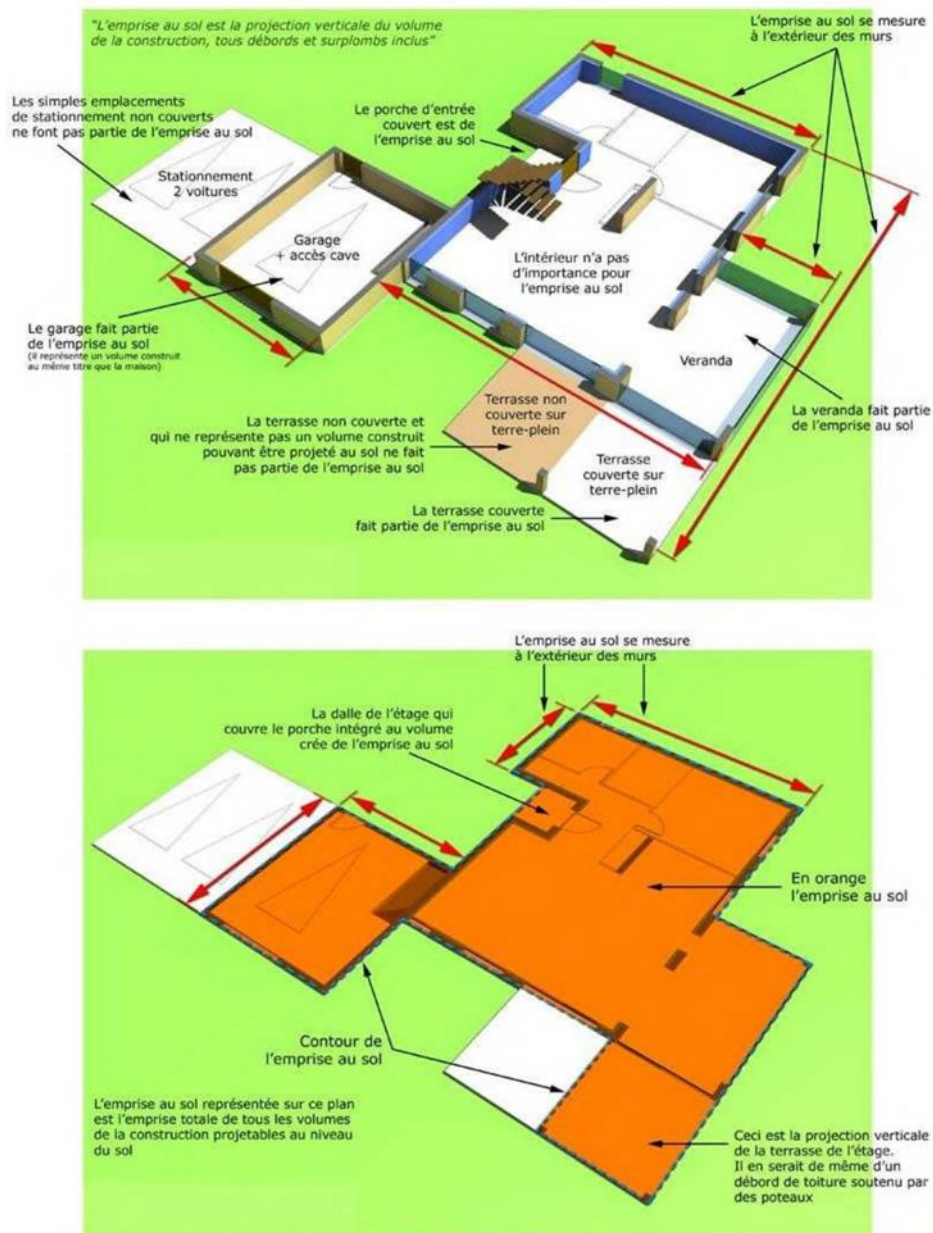 "L'emprise au sol est la projection verticale du volume
de la construction, tous débords et surplombs inclus"
L'emprise au sol se mesure
à l'extérieur des murs
Les simples emplacements
de stationnement non couverts
ne font pas partie de l'emprise au sol
Le porche d'entrée
couvert est de
l'emprise au sol
Stationnement
2 voitures
Garage
+ accès cave
L'intérieur n'a pas
d'importance pour
l'emprise au sol
Le garage fait partie
de l'emprise au sol
(il représente un volume construit
au même titre que la maison)
Veranda
La veranda fait partie
de l'emprise au sol
Terrasse non
couverte sur
terre-plein
La terrasse non couverte et
qui ne représente pas un volume construit
pouvant être projeté au sol ne fait
pas partie de l'emprise au sol
Terrasse
couverte sur
terre-plein
La terrasse couverte
fait partie de l'emprise au sol
L'emprise au sol se mesure
à l'extérieur des murs
La dalle de l'étage qui
couvre le porche intégré au volume
crée de l'emprise au sol
En orange
l'emprise au sol
Contour de
l'emprise au sol
L'emprise au sol représentée sur ce plan
est l'emprise totale de tous les volumes
de la construction projetables au niveau
du sol
Ceci est la projection verticale
de la terrasse de l'étage.
Il en serait de même d'un
débord de toiture soutenu par
des poteaux